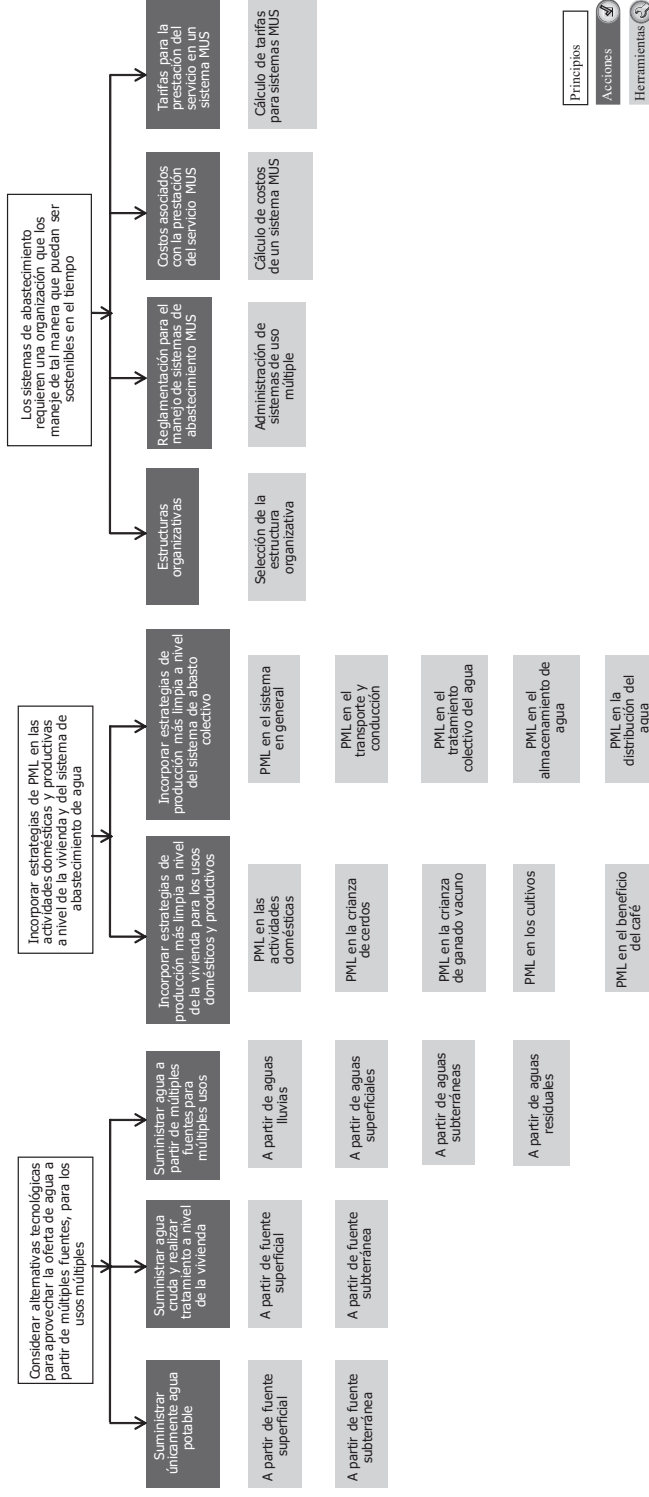 Considerar alternativas tecnológicas
para aprovechar la oferta de agua a
partir de múltiples fuentes, para los
usos múltiples
Suministrar
únicamente agua
potable
A partir de fuente
superficial
A partir de fuente
subterránea
Suministrar agua
cruda y realizar
tratamiento a nivel
de la vivienda
A partir de fuente
superficial
A partir de fuente
subterránea
Suministrar agua a
partir de múltiples
fuentes para
múltiples usos
A partir de aguas
lluvias
A partir de aguas
superficiales
A partir de aguas
subterráneas
A partir de aguas
residuales
Incorporar estrategias de PML en las
actividades domésticas y productivas
a nivel de la vivienda y del sistema de
abastecimiento de agua
Incorporar estrategias de
producción más limpia a nivel
de la vivienda para los usos
domésticos y productivos
PML en las
actividades
domésticas
PML en la crianza
de cerdos
PML en la crianza
de ganado vacuno
PML en los cultivos
PML en el beneficio
del café
Incorporar estrategias de
producción más limpia a nivel
del sistema de abasto
colectivo
PML en el sistema
en general
PML en el
transporte y
conducción
PML en el
tratamiento
colectivo del agua
PML en el
almacenamiento de
agua
PML en la
distribución del
agua
Los sistemas de abastecimiento
requieren una organización que los
maneje de tal manera que puedan ser
sostenibles en el tiempo
Estructuras
organizativas
Selección de la
estructura
organizativa
Reglamentación para el
manejo de sistemas de
abastecimiento MUS
Administración de
sistemas de uso
múltiple
Costos asociados
con la prestación
del servicio MUS
Cálculo de costos
de un sistema MUS
Tarifas para la
prestación del
servicio en un
sistema MUS
Cálculo de tarifas
para sistemas MUS
Principios
Acciones
Herramientas